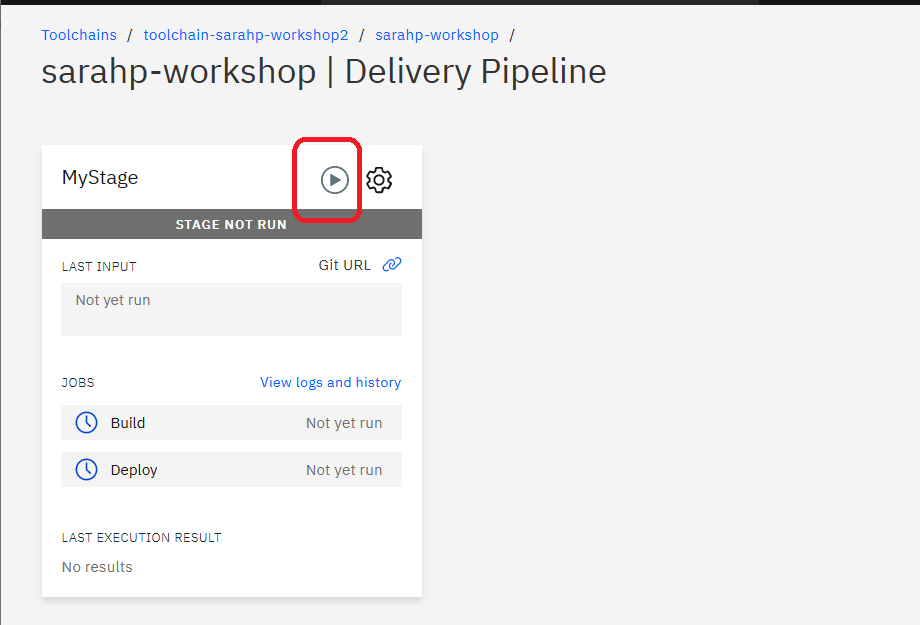 Toolchains / toolchain-sarahp-workshop2 / sarahp-workshop /
sarahp-workshop | Delivery Pipeline
MyStage
STAGE NOT RUN
LAST INPUT Git URL
Not yet run
JOBS View logs and history
Build Not yet run
Deploy Not yet run
LAST EXECUTION RESULT
No results